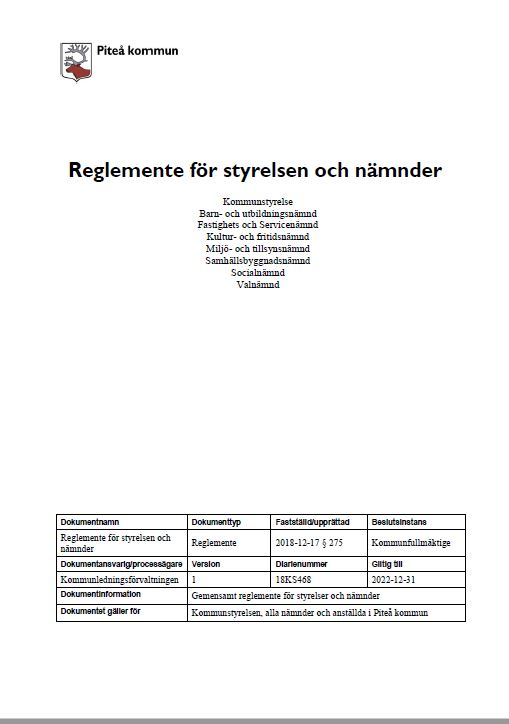 Piteå kommun
Reglemente för styrelsen och nämnder
Kommunstyrelse
Barn- och utbildningsnämnd
Fastighets och Servicenämnd
Kultur- och fritidsnämnd
Miljö- och tillsynsnämnd
Samhällsbyggnadsnämnd
Socialnämnd
Valnämnd
Dokumentnamn Dokumenttyp Fastställd/upprättad Beslutsinstans
Reglemente för styrelsen och
nämnder Reglemente 2018-12-17 § 275 Kommunfullmäktige
Dokumentansvarig/processägare Version Diarienummer Giltig till
Kommunledningsförvaltningen 1 18KS468 2022-12-31
Dokumentinformation Gemensamt reglemente för styrelser och nämnder
Dokumentet gäller för Kommunstyrelsen, alla nämnder och anställda i Piteå kommun